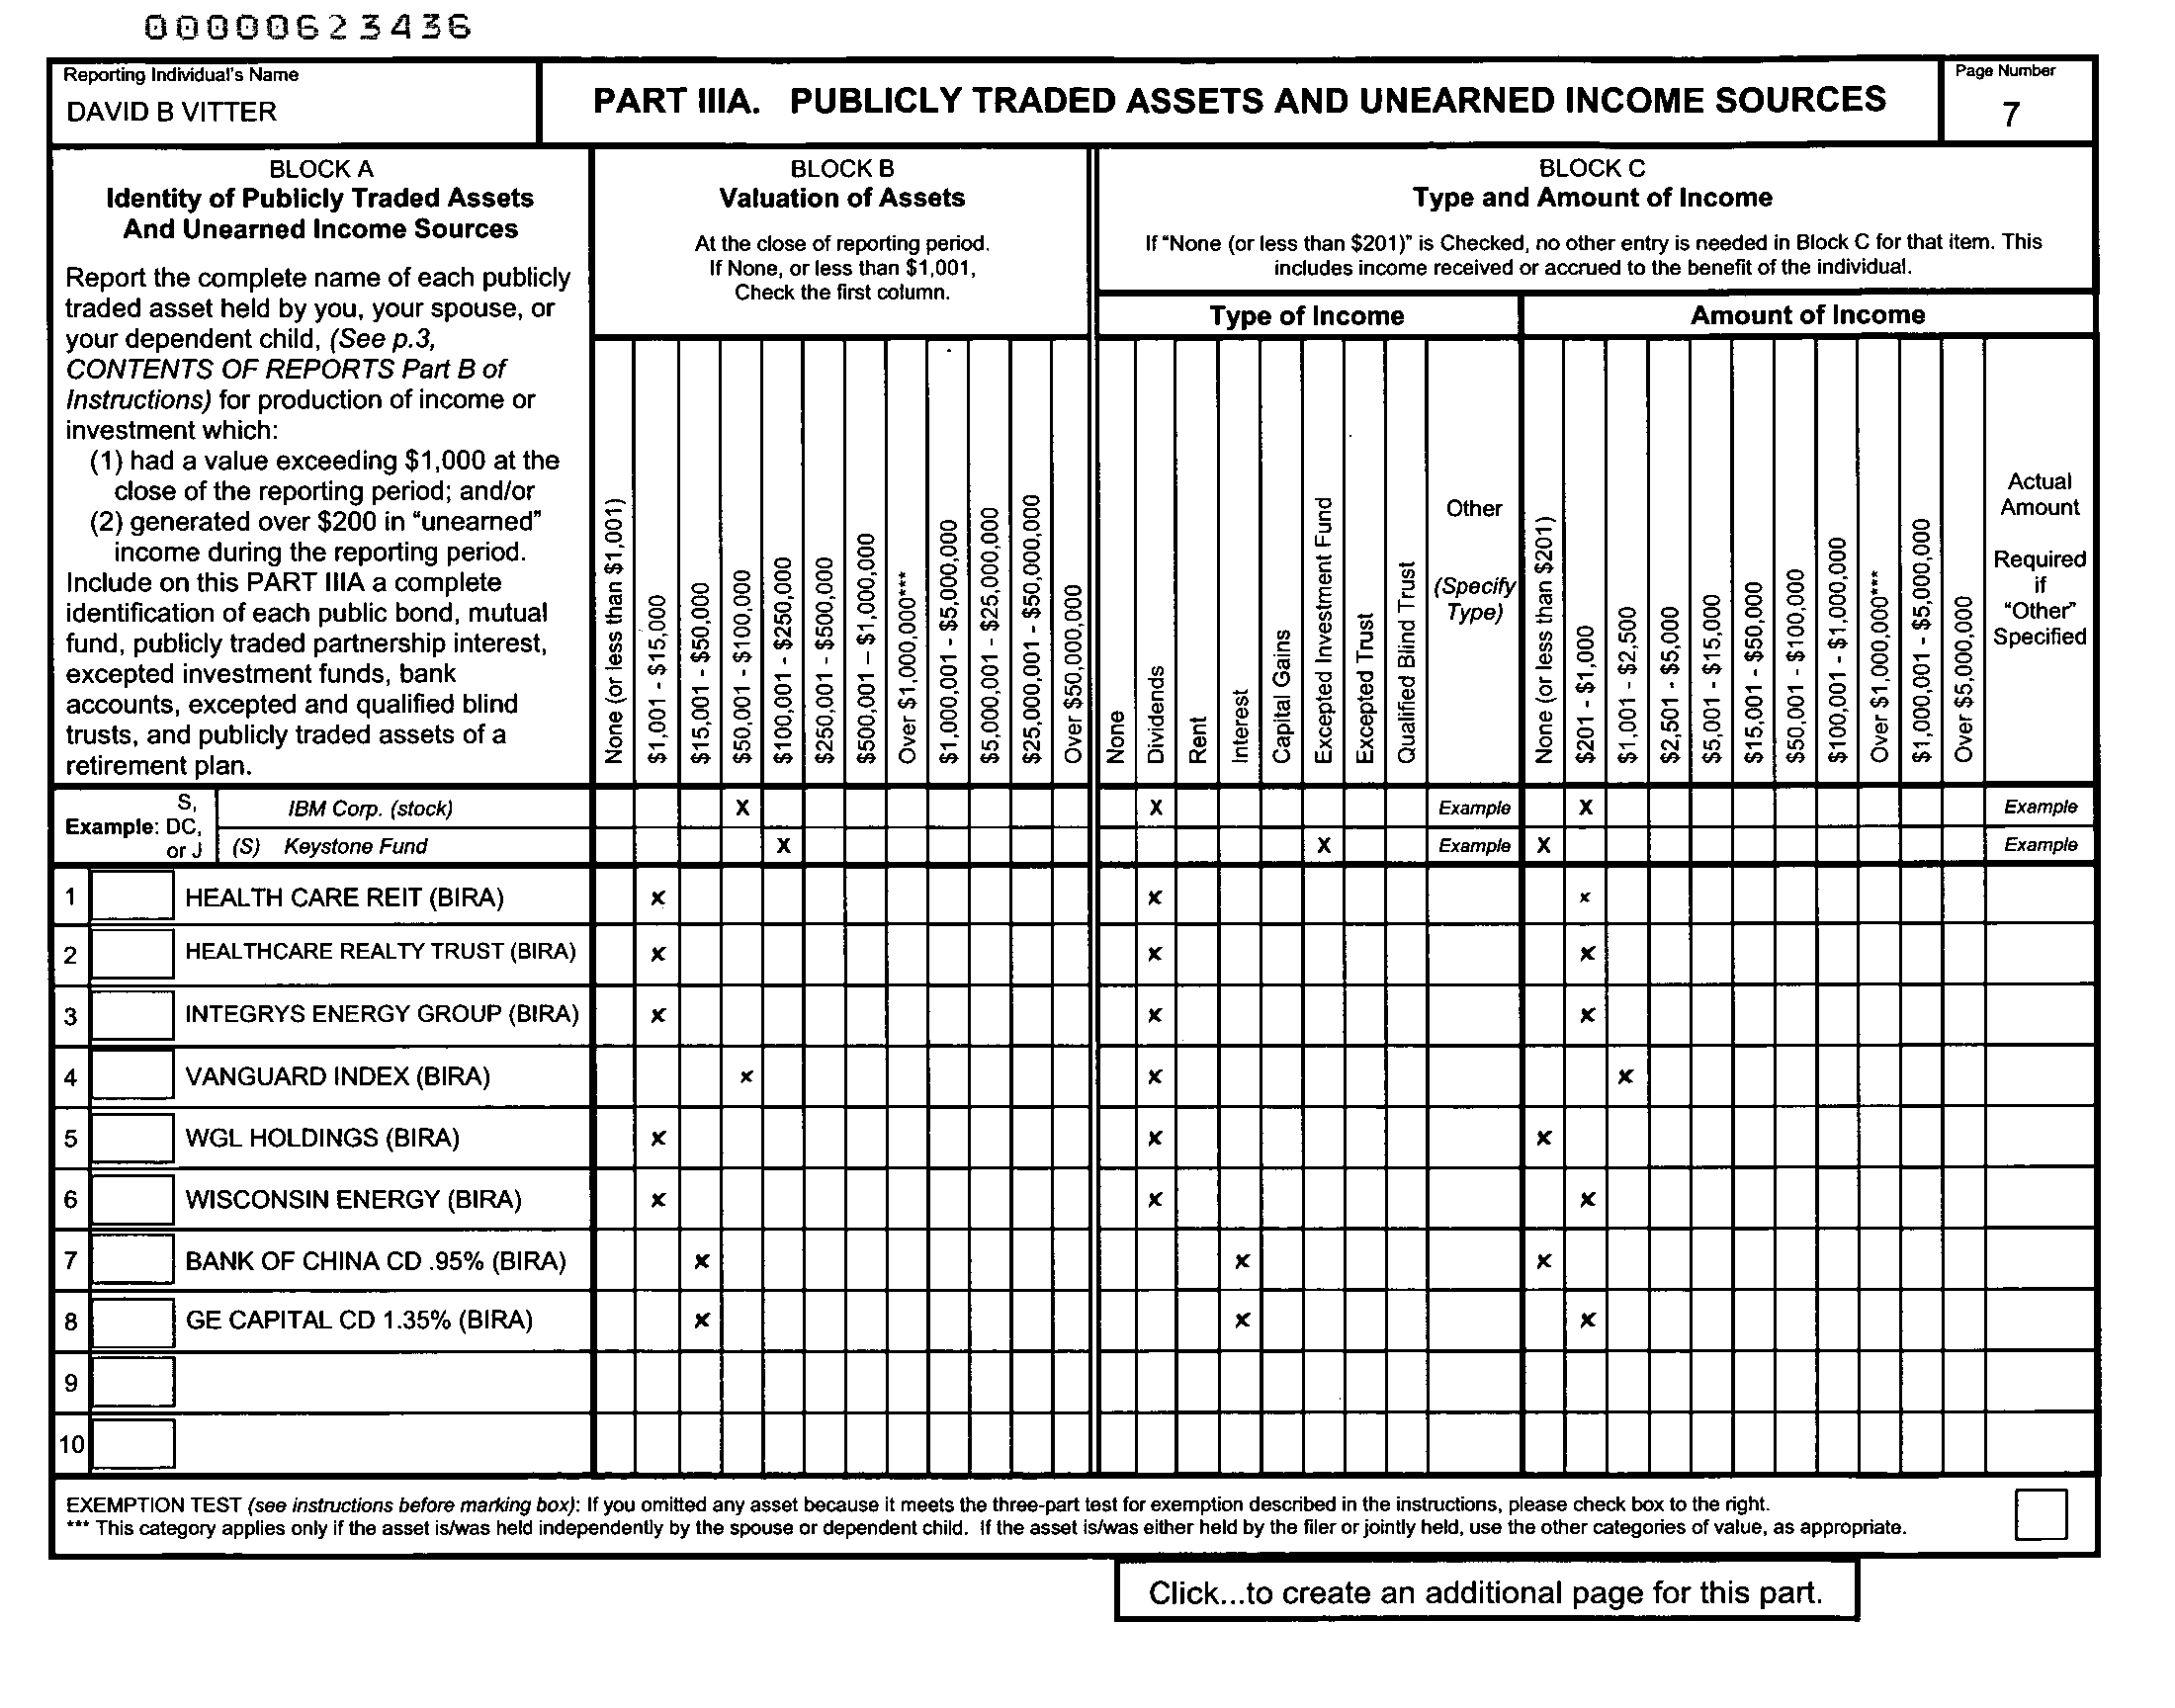 00000623436
Reporting Individual's Name
DAVID B VITTER
PART IIIA. PUBLICLY TRADED ASSETS AND UNEARNED INCOME SOURCES
Page Number
7
BLOCK A
Identity of Publicly Traded Assets
And Unearned Income Sources
Report the complete name of each publicly
traded asset held by you, your spouse, or
your dependent child, (See p.3,
CONTENTS OF REPORTS Part B of
Instructions) for production of income or
investment which:
(1) had a value exceeding $1,000 at the
close of the reporting period; and/or
(2) generated over $200 in "unearned"
income during the reporting period.
Include on this PART IIIA a complete
identification of each public bond, mutual
fund, publicly traded partnership interest,
excepted investment funds, bank
accounts, excepted and qualified blind
trusts, and publicly traded assets of a
retirement plan.
BLOCK B
Valuation of Assets
At the close of reporting period.
If None, or less than $1,001,
Check the first column.
None (or less than $1,001)
$1,001 - $15,000
$15,001 - $50,000
$50,001 - $100,000
$100,001 - $250,000
$250,001 - $500,000
$500,001 – $1,000,000
Over $1,000,000***
$1,000,001 - $5,000,000
$5,000,001 - $25,000,000
$25,000,001 - $50,000,000
Over $50,000,000
BLOCK C
Type and Amount of Income
If "None (or less than $201)" is Checked, no other entry is needed in Block C for that item. This
includes income received or accrued to the benefit of the individual.
Type of Income
None
Dividends
Rent
Interest
Capital Gains
Excepted Investment Fund
Excepted Trust
Qualified Blind Trust
Other
(Specify
Type)
Amount of Income
None (or less than $201)
$201 - $1,000
$1,001 - $2,500
$2,501 - $5,000
$5,001 - $15,000
$15,001 - $50,000
$50,001 - $100,000
$100,001 - $1,000,000
Over $1,000,000***
$1,000,001 - $5,000,000
Over $5,000,000
Actual
Amount
Required
if
"Other"
Specified
Example: S, DC, or J
IBM Corp. (stock) X X Example X Example
(S) Keystone Fund X X Example X Example
1 HEALTH CARE REIT (BIRA) x x x
2 HEALTHCARE REALTY TRUST (BIRA) x x x
3 INTEGRYS ENERGY GROUP (BIRA) x x x
4 VANGUARD INDEX (BIRA) x x x
5 WGL HOLDINGS (BIRA) x x x
6 WISCONSIN ENERGY (BIRA) x x x
7 BANK OF CHINA CD .95% (BIRA) x x x
8 GE CAPITAL CD 1.35% (BIRA) x x x
9
10
EXEMPTION TEST (see instructions before marking box): If you omitted any asset because it meets the three-part test for exemption described in the instructions, please check box to the right.
*** This category applies only if the asset is/was held independently by the spouse or dependent child. If the asset is/was either held by the filer or jointly held, use the other categories of value, as appropriate.
Click...to create an additional page for this part.